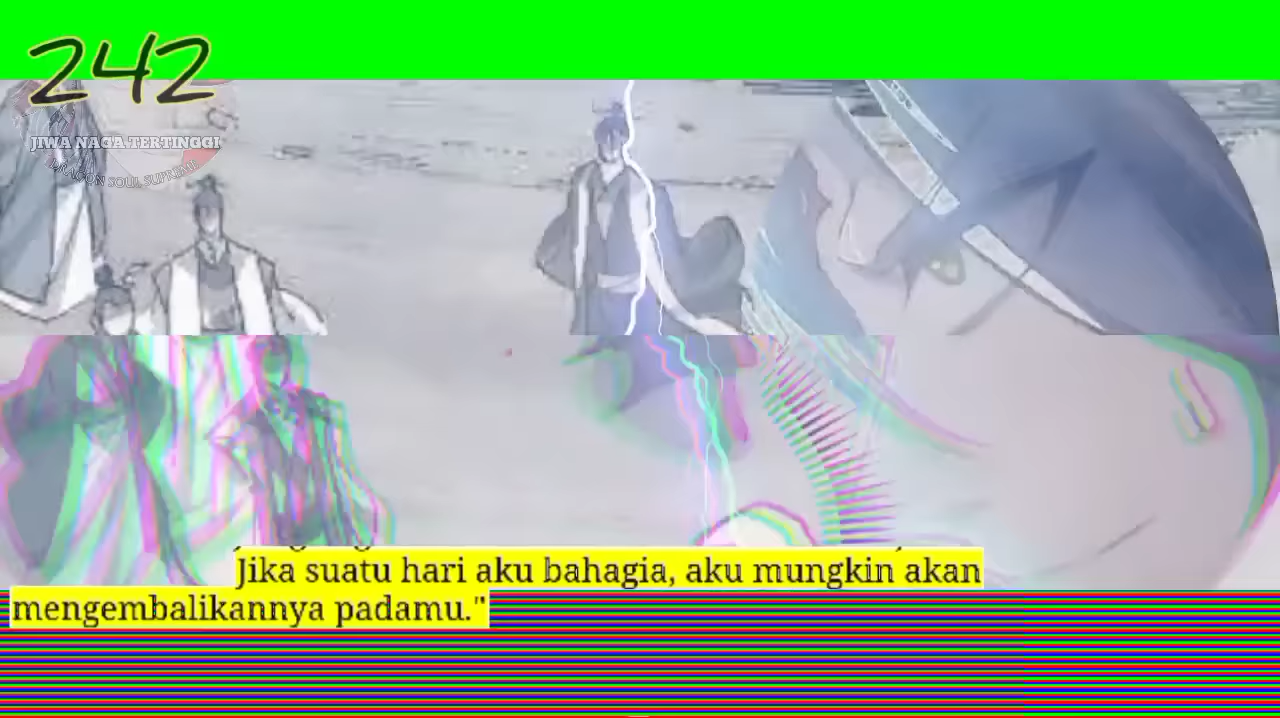 242
JIWA NAGA TERTINGGI
DRAGON SOUL SUPREME
Jika suatu hari aku bahagia, aku mungkin akan
mengembalikannya padamu."